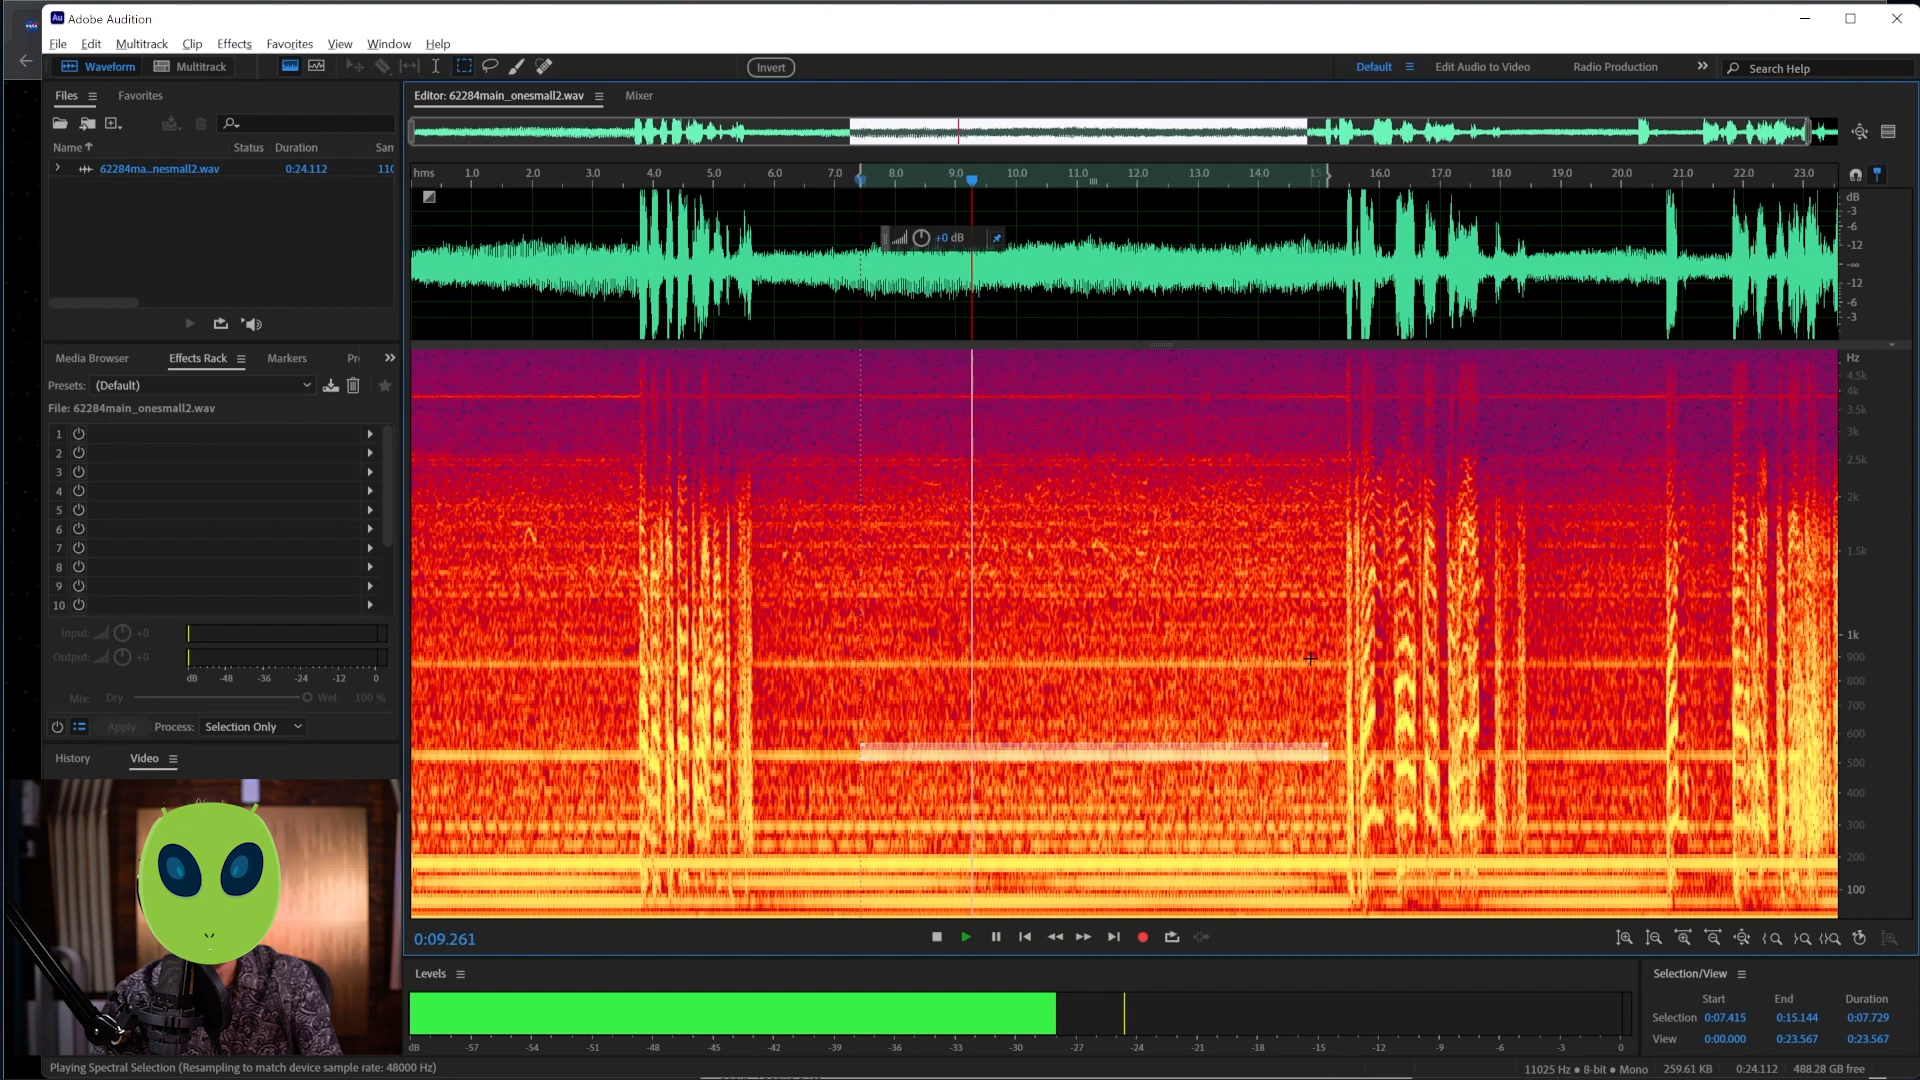 Au Adobe Audition
File Edit Multitrack Clip Effects Favorites View Window Help
Waveform Multitrack Invert Default Edit Audio to Video Radio Production Search Help
Files Favorites
Name Status Duration Sam
62284ma...nesmall2.wav 0:24.112 110
Media Browser Effects Rack Markers Pr
Presets: (Default)
File: 62284main_onesmall2.wav
1
2
3
4
5
6
7
8
9
10
Input: +0
Output: +0
dB -48 -36 -24 -12 0
Mix: Dry Wet 100 %
Apply Process: Selection Only
History Video
Editor: 62284main_onesmall2.wav Mixer
hms 1.0 2.0 3.0 4.0 5.0 6.0 7.0 8.0 9.0 10.0 11.0 12.0 13.0 14.0 16.0 17.0 18.0 19.0 20.0 21.0 22.0 23.0
+0 dB
dB
-3
-6
-12
-∞
-12
-6
-3
Hz
4.5k
4k
3.5k
3k
2.5k
2k
1.5k
1k
900
800
700
600
500
400
300
200
100
0:09.261
Levels
dB -57 -54 -51 -48 -45 -42 -39 -36 -33 -30 -27 -24 -21 -18 -15 -12 -9 -6 -3 0
Selection/View
Start End Duration
Selection 0:07.415 0:15.144 0:07.729
View 0:00.000 0:23.567 0:23.567
Playing Spectral Selection (Resampling to match device sample rate: 48000 Hz)
11025 Hz • 8-bit • Mono 259.61 KB 0:24.112 488.28 GB free